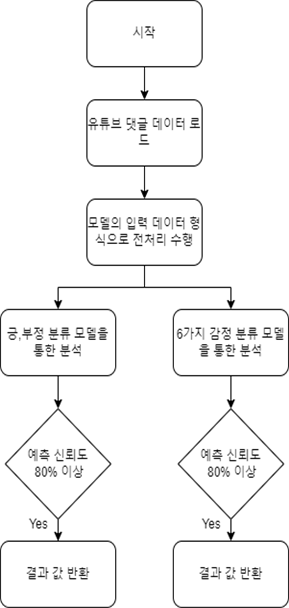 시작
유튜브 댓글 데이터 로
드
모델의 입력 데이터 형
식으로 전처리 수행
긍,부정 분류 모델을
통한 분석
6가지 감정 분류 모델
을 통한 분석
예측 신뢰도
80% 이상
예측 신뢰도
80% 이상
Yes
Yes
결과 값 반환
결과 값 반환